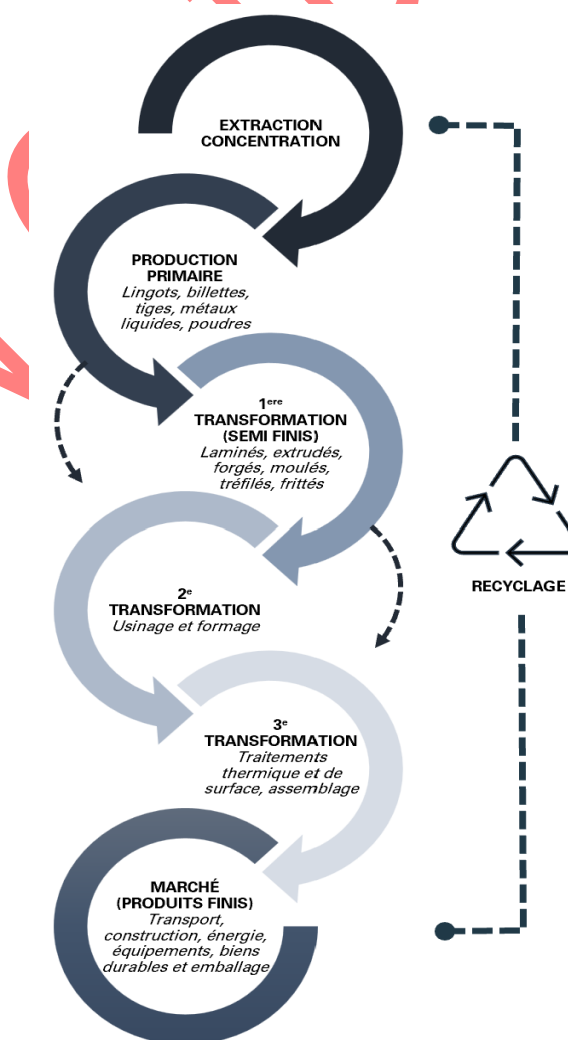 EXTRACTION
CONCENTRATION
PRODUCTION
PRIMAIRE
Lingots, billettes,
tiges, métaux
liquides, poudres
1ere
TRANSFORMATION
(SEMI FINIS)
Laminés, extrudés,
forgés, moulés,
tréfilés, frittés
2e
TRANSFORMATION
Usinage et formage
RECYCLAGE
3e
TRANSFORMATION
Traitements
thermique et de
surface, assemblage
MARCHÉ
(PRODUITS FINIS)
Transport,
construction, énergie,
équipements, biens
durables et emballage